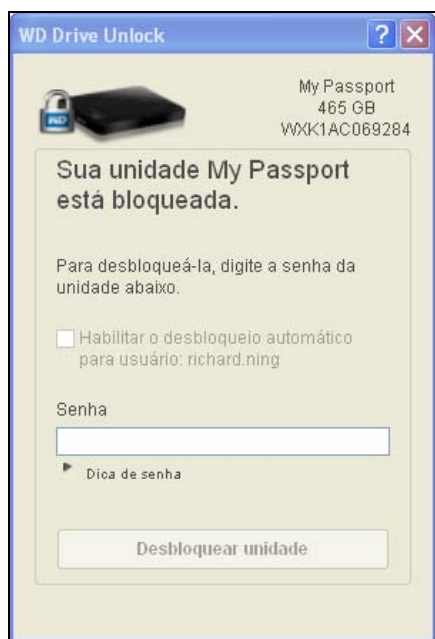 WD Drive Unlock
?
My Passport
465 GB
WXK1AC069284
WD
Sua unidade My Passport
está bloqueada.
Para desbloqueá-la, digite a senha da
unidade abaixo.
Habilitar o desbloqueio automático
para usuário: richard.ning
Senha
Dica de senha
Desbloquear unidade